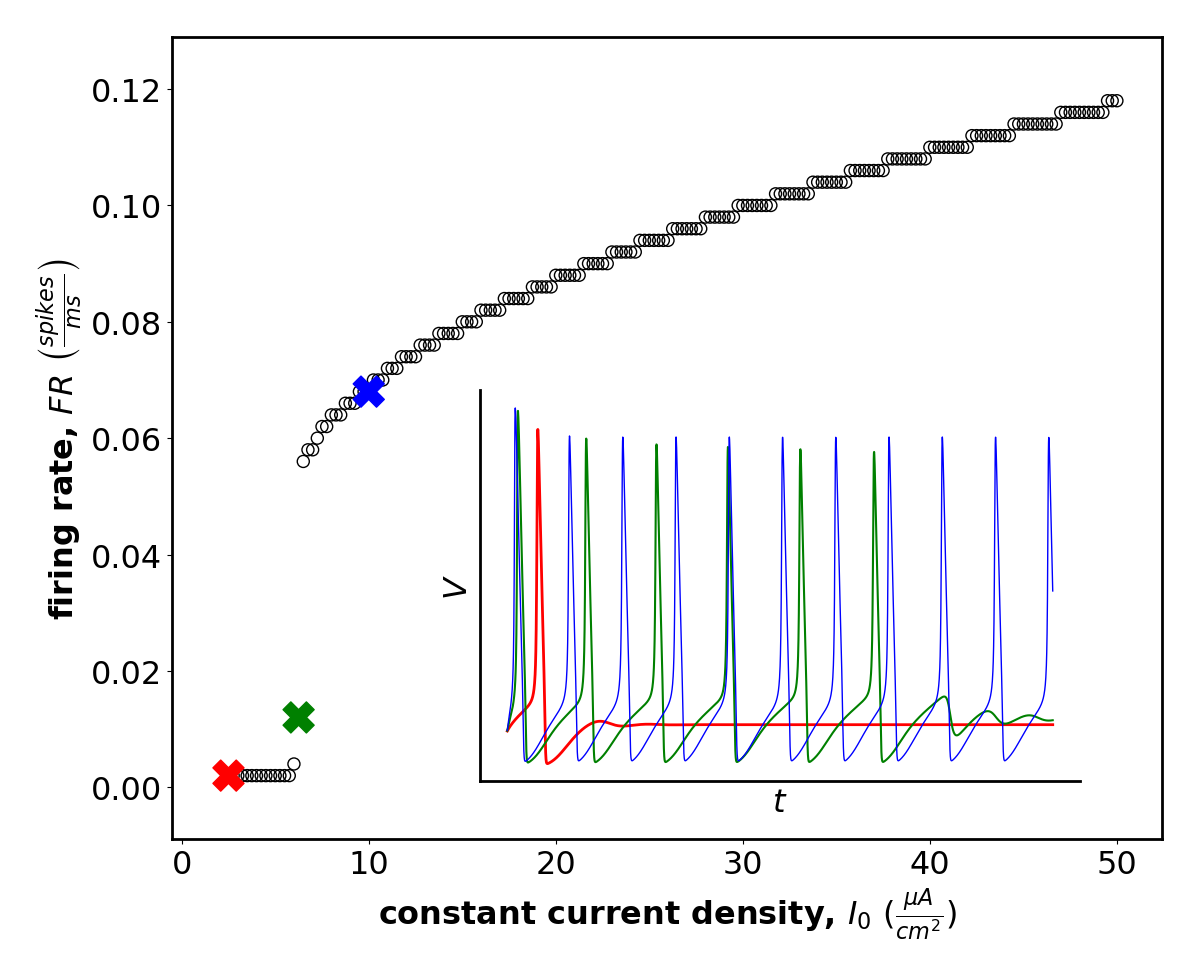 0.12
0.10
0.08
0.06
0.04
0.02
0.00
firing rate, FR (spikes/ms)
V
t
0 10 20 30 40 50
constant current density, I₀ (μA/cm²)